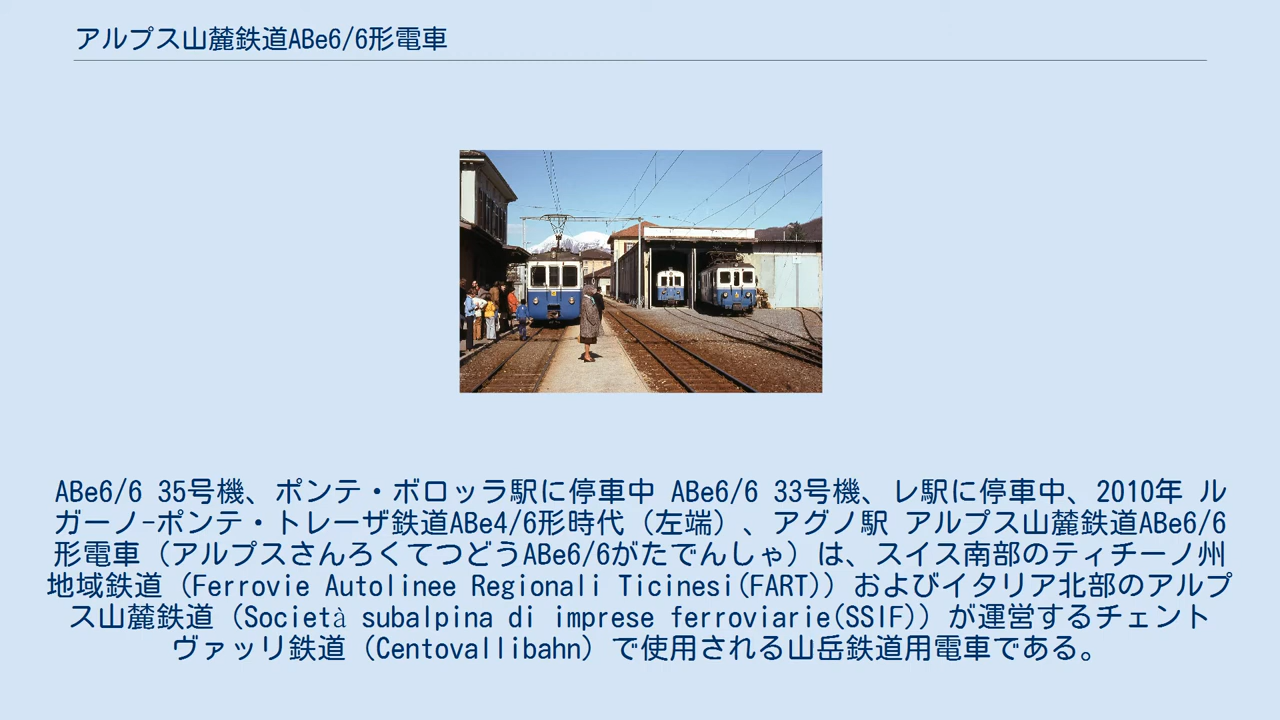 アルプス山麓鉄道ABe6/6形電車
ABe6/6 35号機、ポンテ・ボロッラ駅に停車中 ABe6/6 33号機、レ駅に停車中、2010年 ル
ガーノ-ポンテ・トレーザ鉄道ABe4/6形時代（左端）、アグノ駅 アルプス山麓鉄道ABe6/6
形電車（アルプスさんろくてつどうABe6/6がたでんしゃ）は、スイス南部のティチーノ州
地域鉄道（Ferrovie Autolinee Regionali Ticinesi(FART)）およびイタリア北部のアルプ
ス山麓鉄道（Società subalpina di imprese ferroviarie(SSIF)）が運営するチェント
ヴァッリ鉄道（Centovallibahn）で使用される山岳鉄道用電車である。